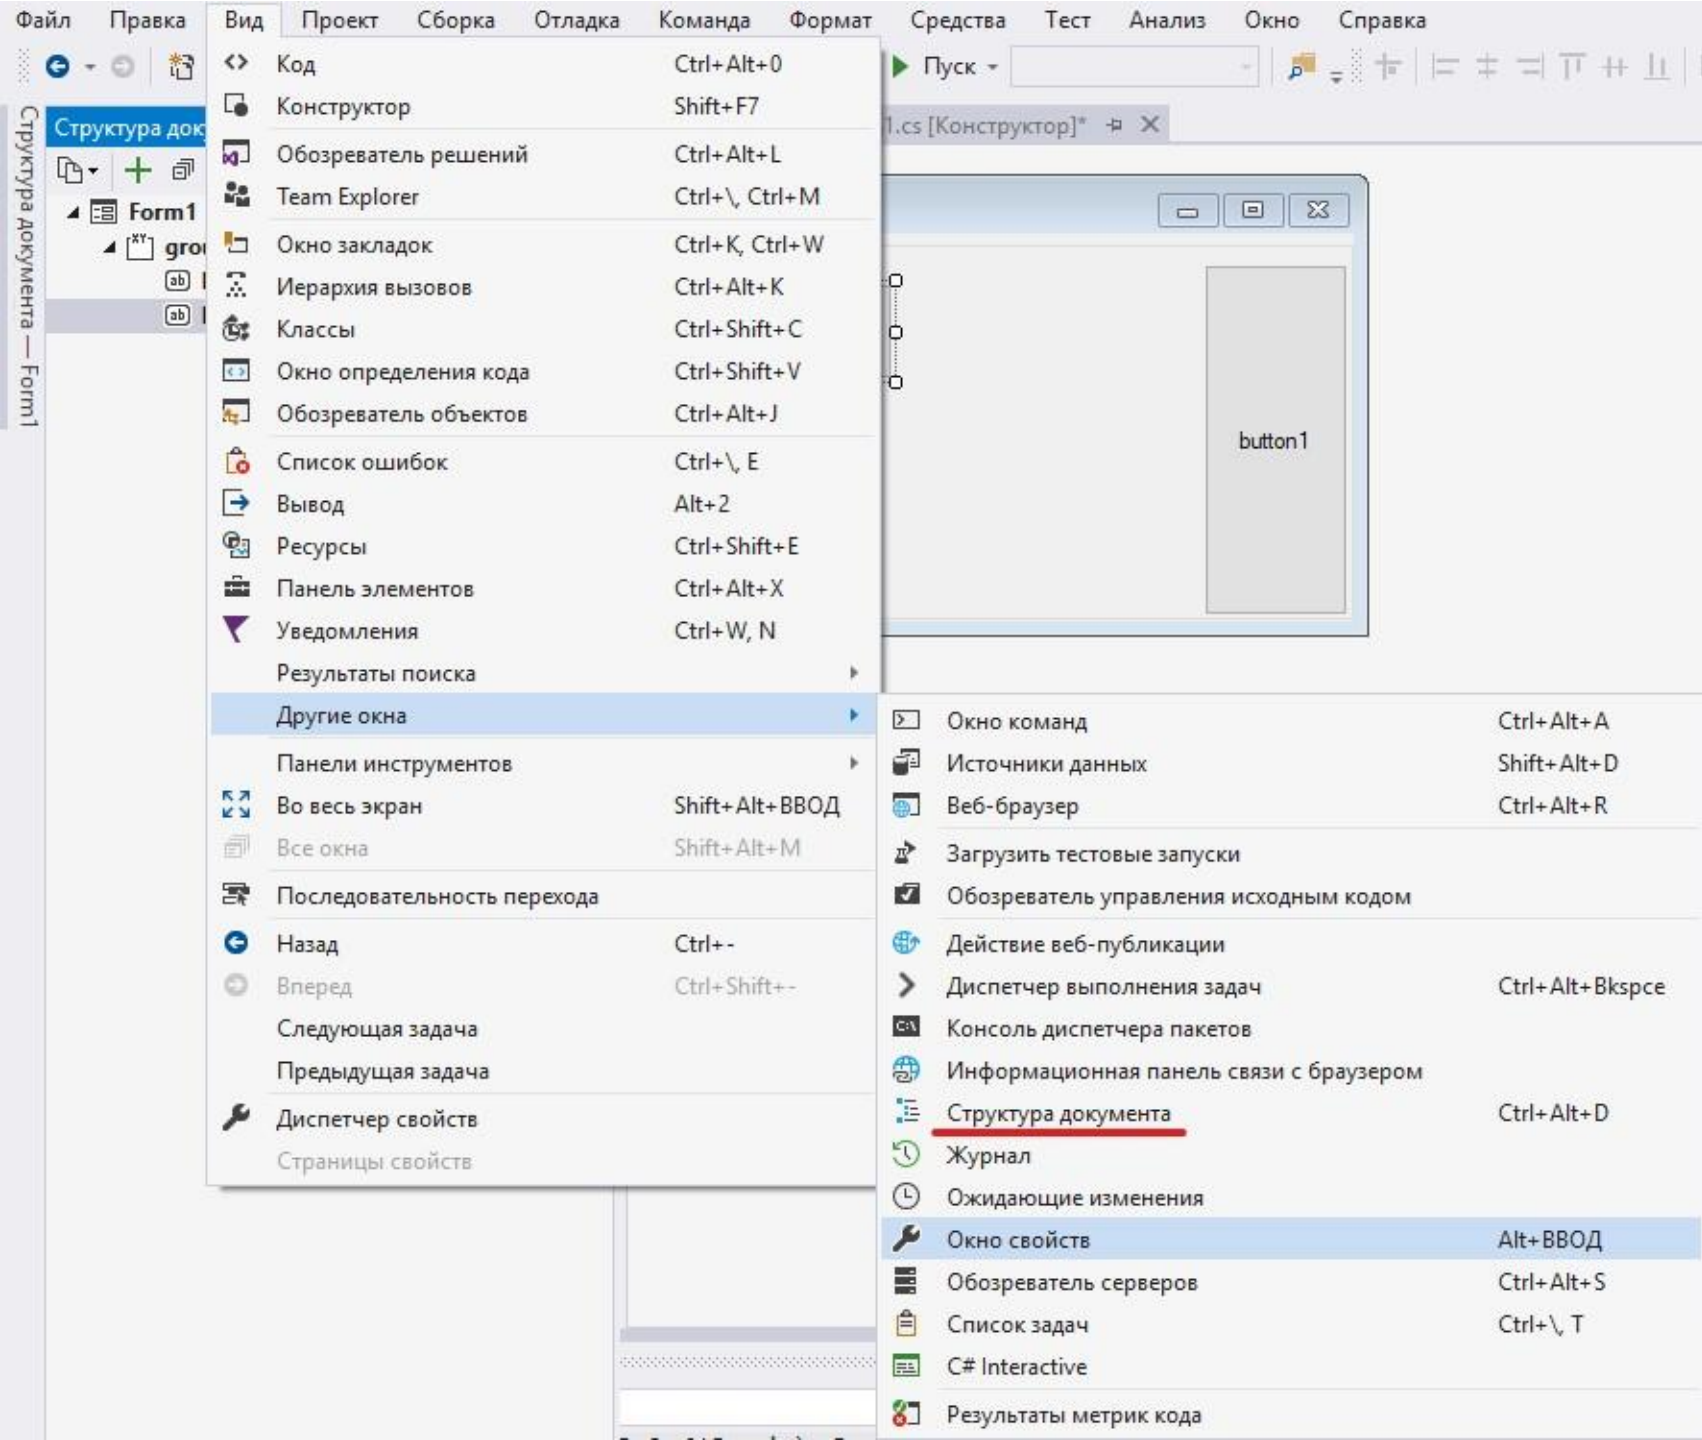 Файл Правка Вид Проект Сборка Отладка Команда Формат Средства Тест Анализ Окно Справка
Пуск
Структура документа — Form1
Структура док
Form1
gro
1.cs [Конструктор]*
button1
Код Ctrl+Alt+0
Конструктор Shift+F7
Обозреватель решений Ctrl+Alt+L
Team Explorer Ctrl+\, Ctrl+M
Окно закладок Ctrl+K, Ctrl+W
Иерархия вызовов Ctrl+Alt+K
Классы Ctrl+Shift+C
Окно определения кода Ctrl+Shift+V
Обозреватель объектов Ctrl+Alt+J
Список ошибок Ctrl+\, E
Вывод Alt+2
Ресурсы Ctrl+Shift+E
Панель элементов Ctrl+Alt+X
Уведомления Ctrl+W, N
Результаты поиска
Другие окна
Панели инструментов
Во весь экран Shift+Alt+ВВОД
Все окна Shift+Alt+M
Последовательность перехода
Назад Ctrl+-
Вперед Ctrl+Shift+-
Следующая задача
Предыдущая задача
Диспетчер свойств
Страницы свойств
Окно команд Ctrl+Alt+A
Источники данных Shift+Alt+D
Веб-браузер Ctrl+Alt+R
Загрузить тестовые запуски
Обозреватель управления исходным кодом
Действие веб-публикации
Диспетчер выполнения задач Ctrl+Alt+Bkspce
Консоль диспетчера пакетов
Информационная панель связи с браузером
Структура документа Ctrl+Alt+D
Журнал
Ожидающие изменения
Окно свойств Alt+ВВОД
Обозреватель серверов Ctrl+Alt+S
Список задач Ctrl+\, T
C# Interactive
Результаты метрик кода